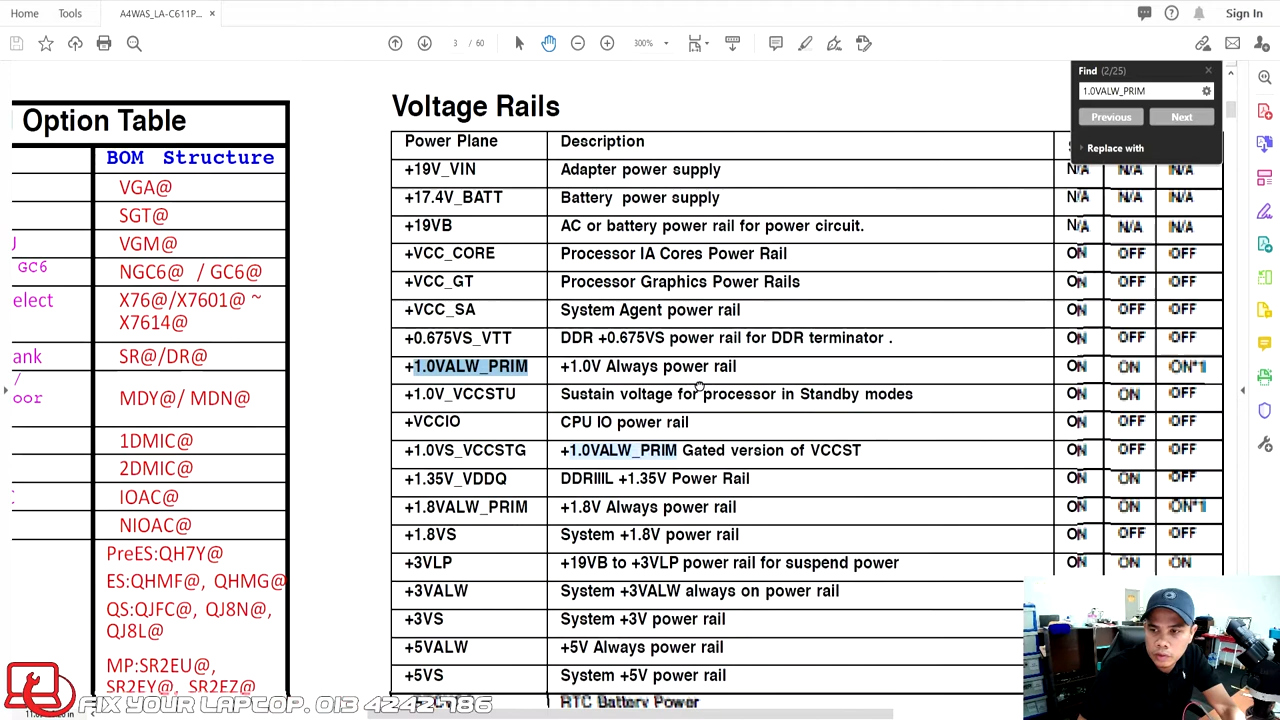 Home Tools A4WAS_LA-C611P... × Sign In
3 / 60 300%
Find (2/25)
1.0VALW_PRIM
Previous Next
Replace with
Option Table
BOM Structure
VGA@
SGT@
VGM@
GC6 NGC6@ / GC6@
elect X76@/X7601@ ~
X7614@
ank SR@/DR@
/
oor MDY@/ MDN@
1DMIC@
2DMIC@
IOAC@
NIOAC@
PreES:QH7Y@
ES:QHMF@, QHMG@
QS:QJFC@, QJ8N@,
QJ8L@
MP:SR2EU@,
SR2EY@, SR2EZ@
Voltage Rails
Power Plane Description
+19V_VIN Adapter power supply N/A N/A N/A
+17.4V_BATT Battery power supply N/A N/A N/A
+19VB AC or battery power rail for power circuit. N/A N/A N/A
+VCC_CORE Processor IA Cores Power Rail ON OFF OFF
+VCC_GT Processor Graphics Power Rails ON OFF OFF
+VCC_SA System Agent power rail ON OFF OFF
+0.675VS_VTT DDR +0.675VS power rail for DDR terminator . ON OFF OFF
+1.0VALW_PRIM +1.0V Always power rail ON ON ON*1
+1.0V_VCCSTU Sustain voltage for processor in Standby modes ON ON OFF
+VCCIO CPU IO power rail ON OFF OFF
+1.0VS_VCCSTG +1.0VALW_PRIM Gated version of VCCST ON OFF OFF
+1.35V_VDDQ DDRIIIL +1.35V Power Rail ON ON OFF
+1.8VALW_PRIM +1.8V Always power rail ON ON ON*1
+1.8VS System +1.8V power rail ON OFF OFF
+3VLP +19VB to +3VLP power rail for suspend power ON ON ON
+3VALW System +3VALW always on power rail
+3VS System +3V power rail
+5VALW +5V Always power rail
+5VS System +5V power rail
RTC Battery Power
FIX YOUR LAPTOP. 013 4242786